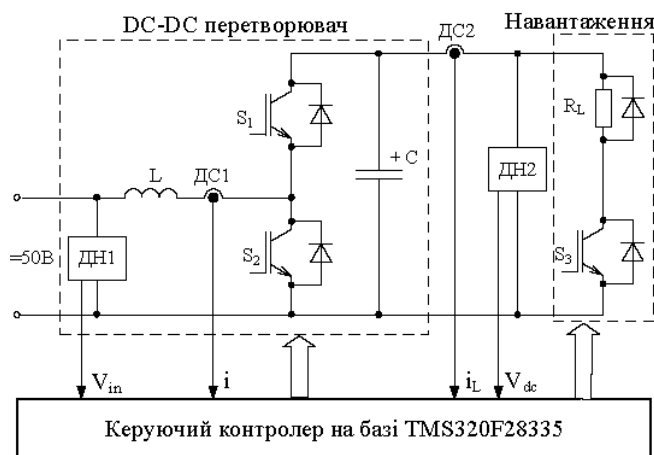 DC-DC перетворювач
ДС2
Навантаження
S1
RL
L
ДС1
+ C
ДН2
=50В
ДН1
S2
S3
Vin
i
iL
Vdc
Керуючий контролер на базі TMS320F28335